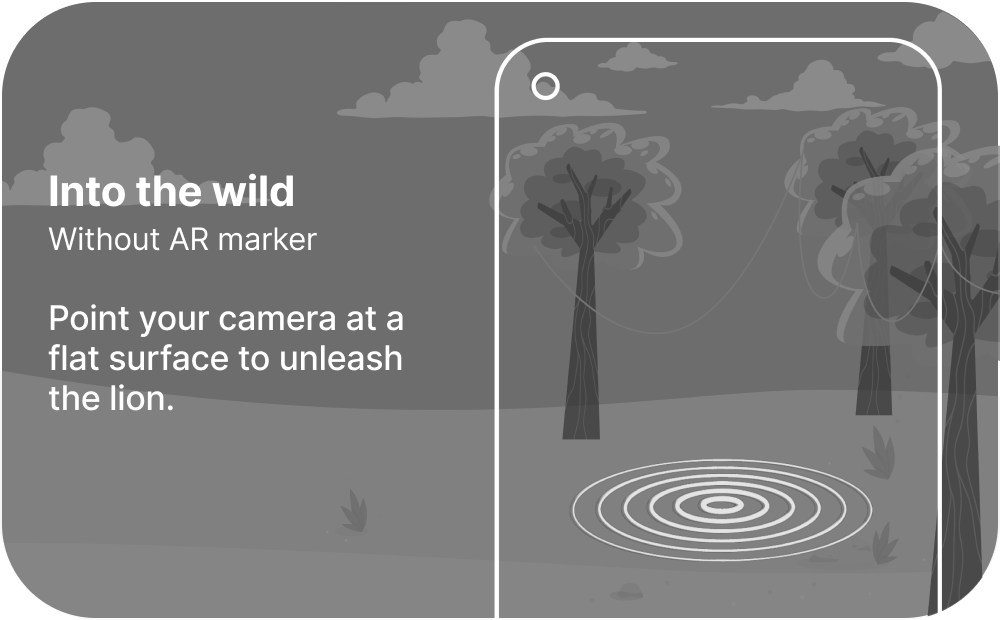 Into the wild
Without AR marker
Point your camera at a
flat surface to unleash
the lion.